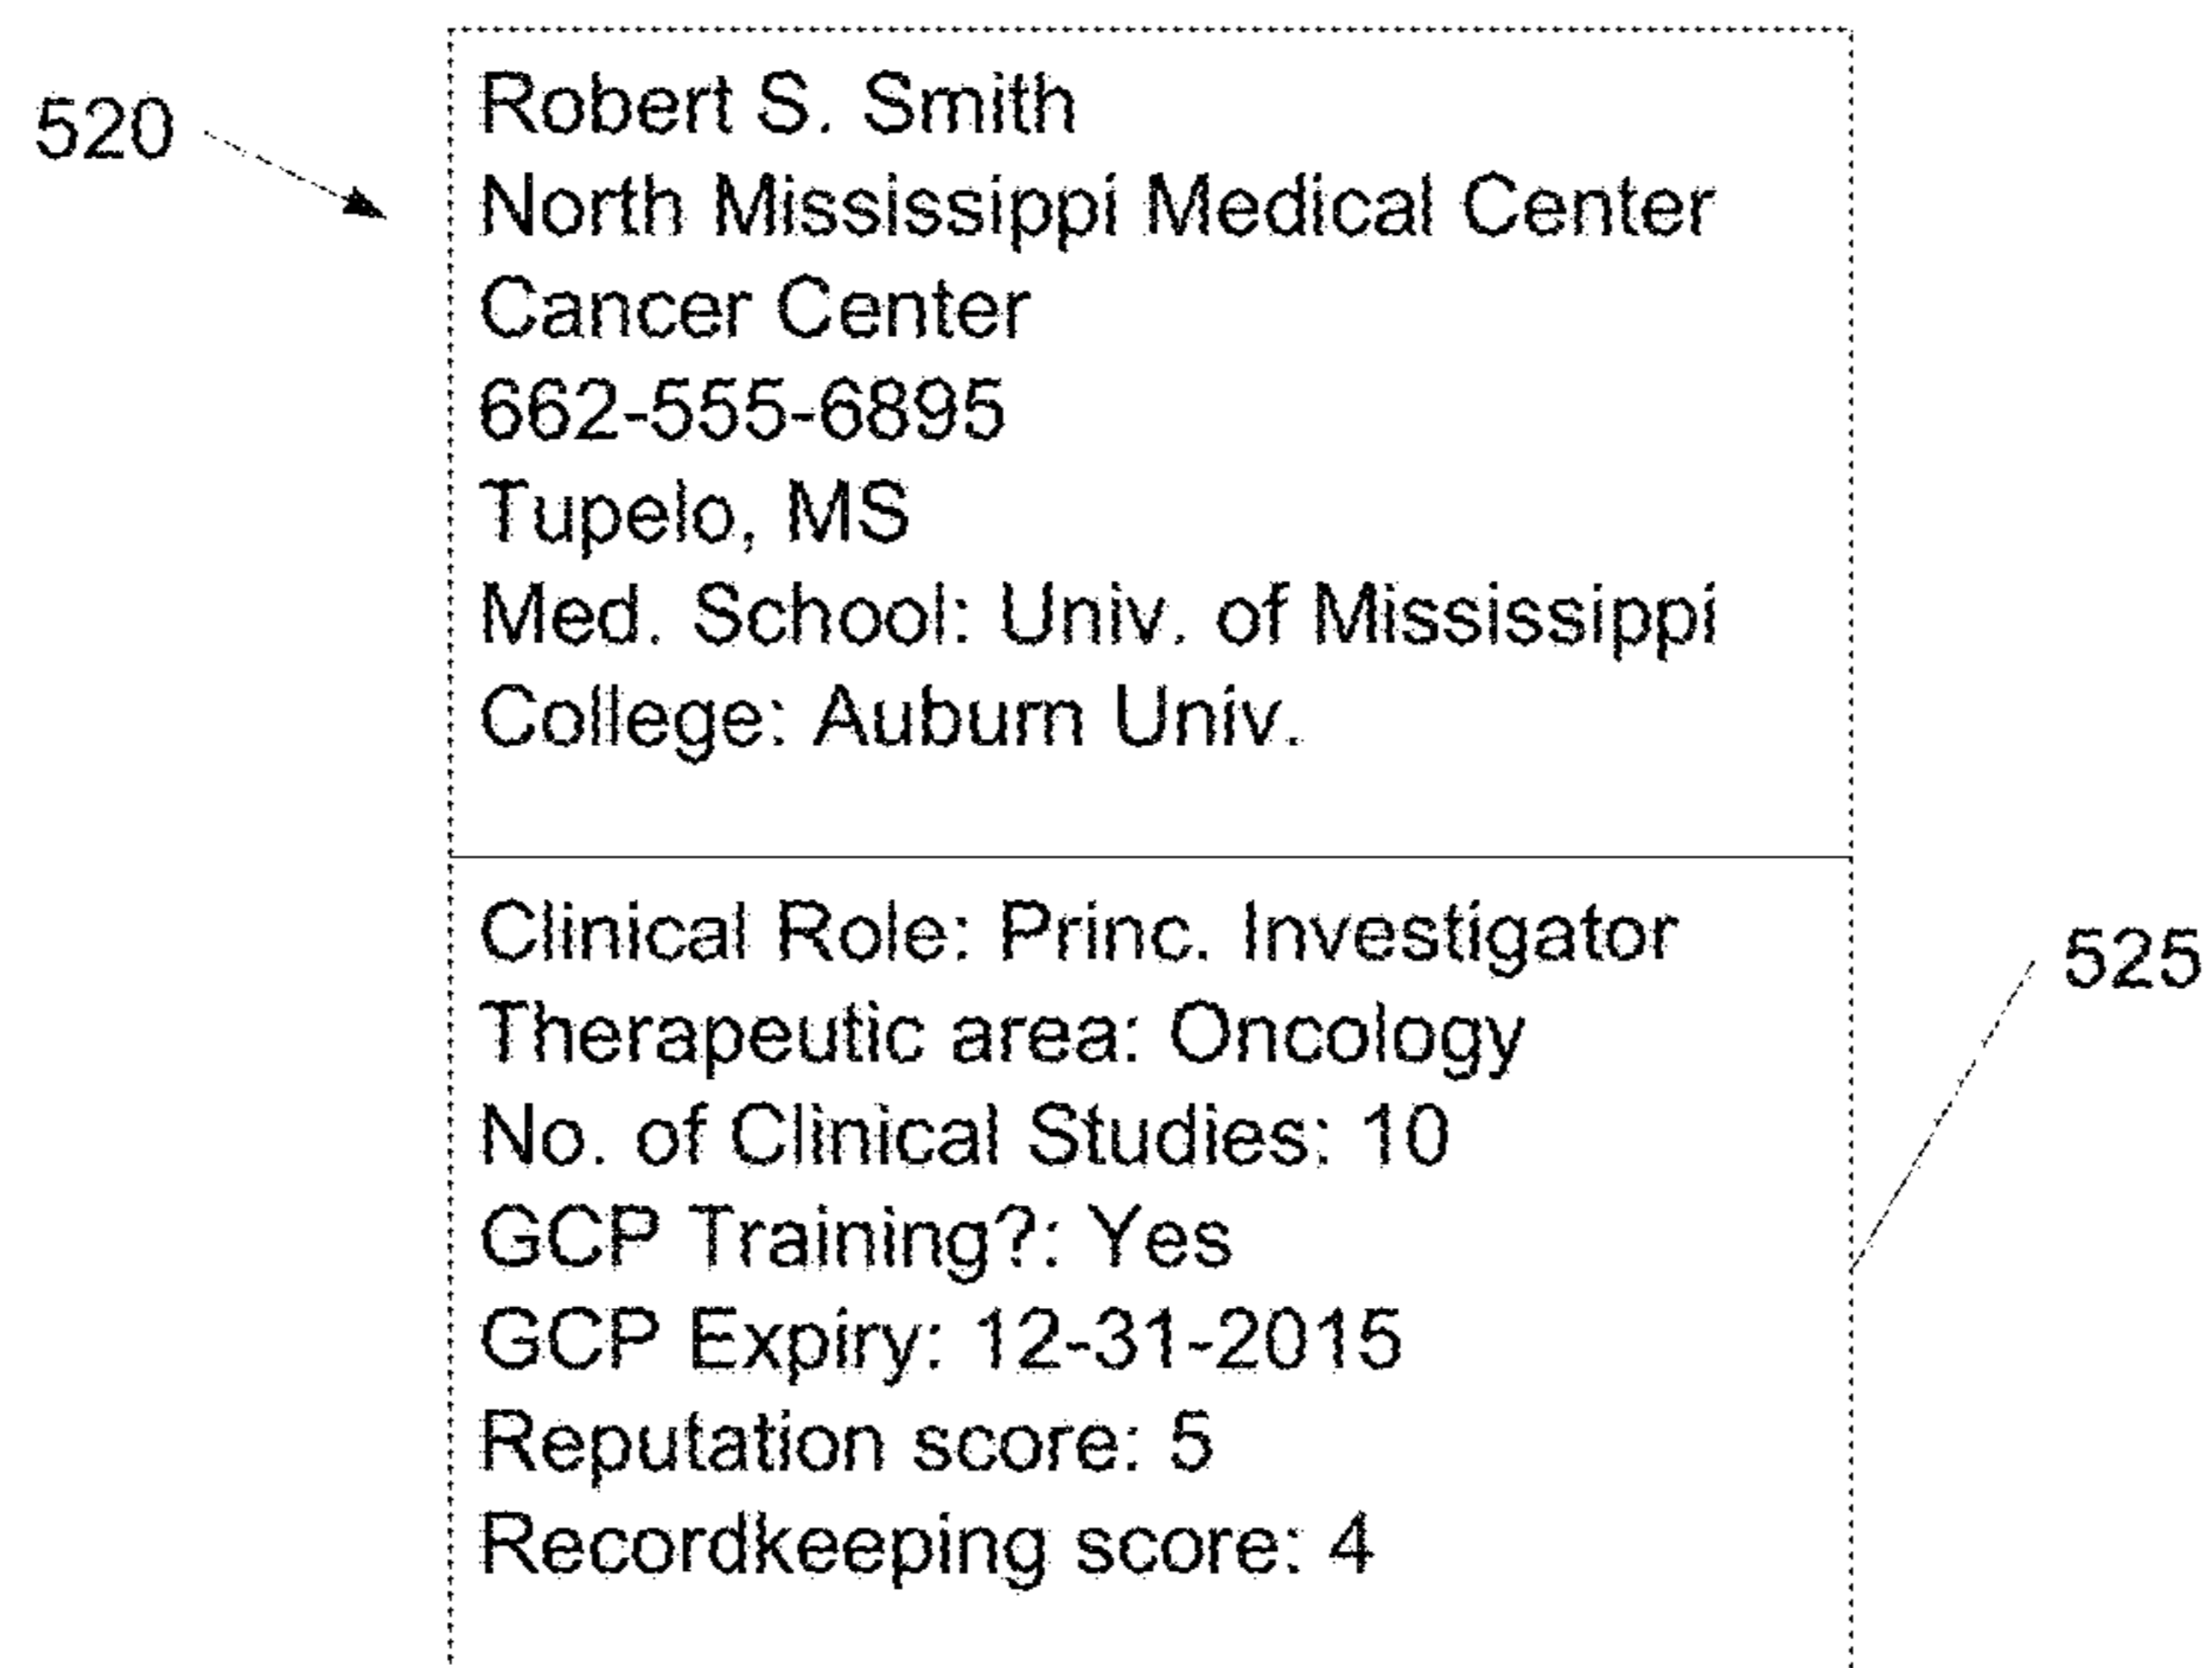 520
Robert S. Smith
North Mississippi Medical Center
Cancer Center
662-555-6895
Tupelo, MS
Med. School: Univ. of Mississippi
College: Auburn Univ.
Clinical Role: Princ. Investigator
525
Therapeutic area: Oncology
No. of Clinical Studies: 10
GCP Training?: Yes
GCP Expiry: 12-31-2015
Reputation score: 5
Recordkeeping score: 4